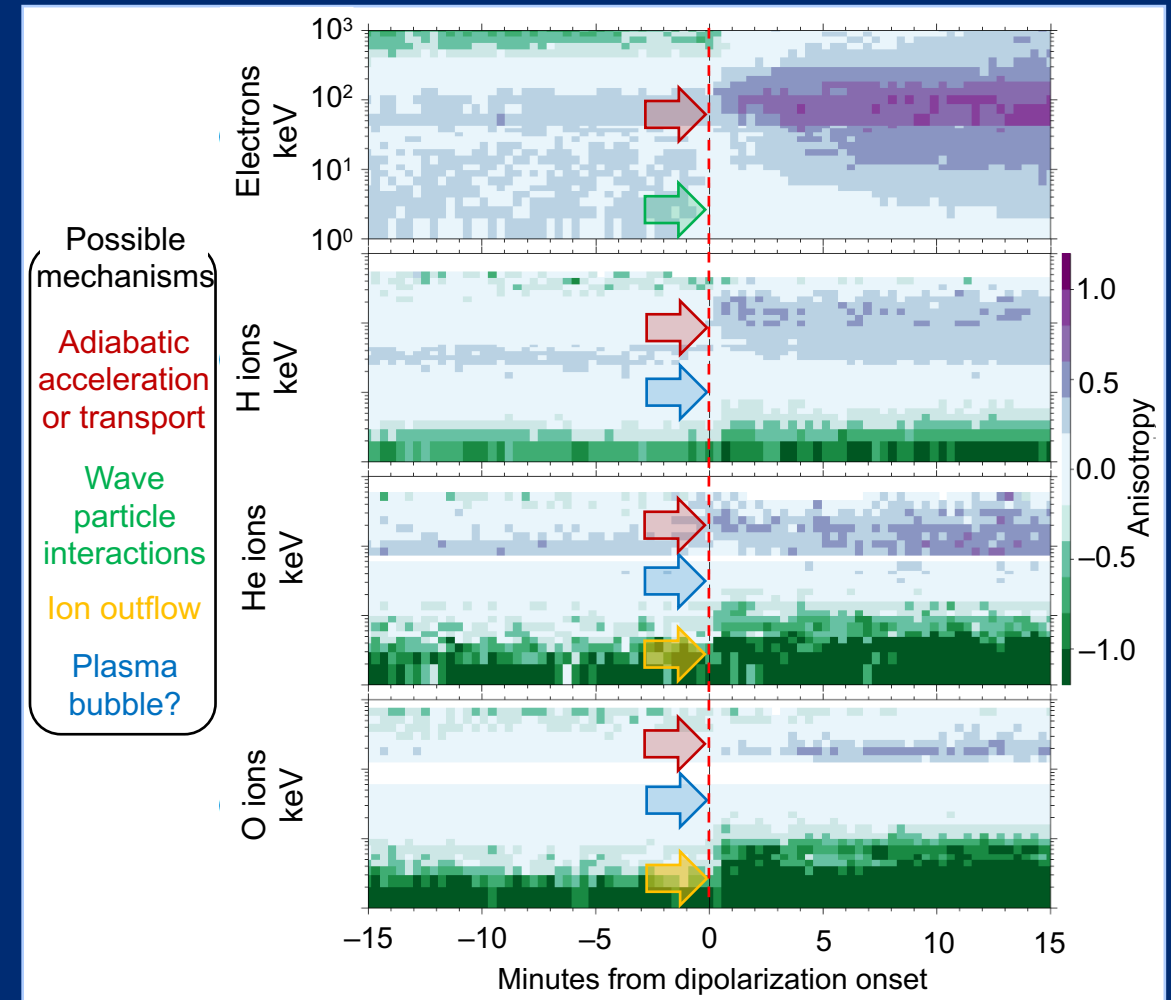 Possible
mechanisms
Adiabatic
acceleration
or transport
Wave
particle
interactions
Ion outflow
Plasma
bubble?
Electrons
keV
10³
10²
10¹
10⁰
H ions
keV
He ions
keV
O ions
keV
1.0
0.5
0.0
–0.5
–1.0
Anisotropy
–15 –10 –5 0 5 10 15
Minutes from dipolarization onset